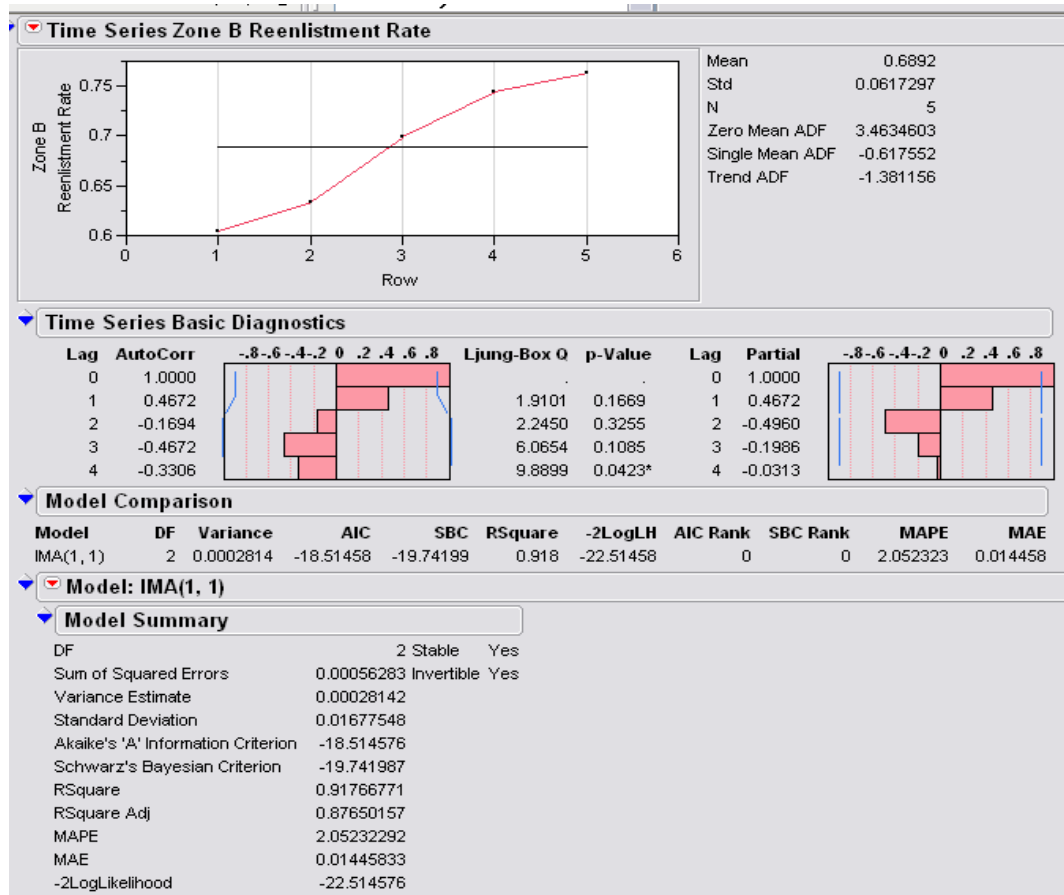 Time Series Zone B Reenlistment Rate
Zone B
Reenlistment Rate
0.75
0.7
0.65
0.6
0 1 2 3 4 5 6
Row
Mean 0.6892
Std 0.0617297
N 5
Zero Mean ADF 3.4634603
Single Mean ADF -0.617552
Trend ADF -1.381156
Time Series Basic Diagnostics
Lag AutoCorr -.8-.6-.4-.2 0 .2 .4 .6 .8 Ljung-Box Q p-Value Lag Partial -.8-.6-.4-.2 0 .2 .4 .6 .8
0 1.0000 . . 0 1.0000
1 0.4672 1.9101 0.1669 1 0.4672
2 -0.1694 2.2450 0.3255 2 -0.4960
3 -0.4672 6.0654 0.1085 3 -0.1986
4 -0.3306 9.8899 0.0423* 4 -0.0313
Model Comparison
Model DF Variance AIC SBC RSquare -2LogLH AIC Rank SBC Rank MAPE MAE
IMA(1, 1) 2 0.0002814 -18.51458 -19.74199 0.918 -22.51458 0 0 2.052323 0.014458
Model: IMA(1, 1)
Model Summary
DF 2 Stable Yes
Sum of Squared Errors 0.00056283 Invertible Yes
Variance Estimate 0.00028142
Standard Deviation 0.01677548
Akaike's 'A' Information Criterion -18.514576
Schwarz's Bayesian Criterion -19.741987
RSquare 0.91766771
RSquare Adj 0.87650157
MAPE 2.05232292
MAE 0.01445833
-2LogLikelihood -22.514576